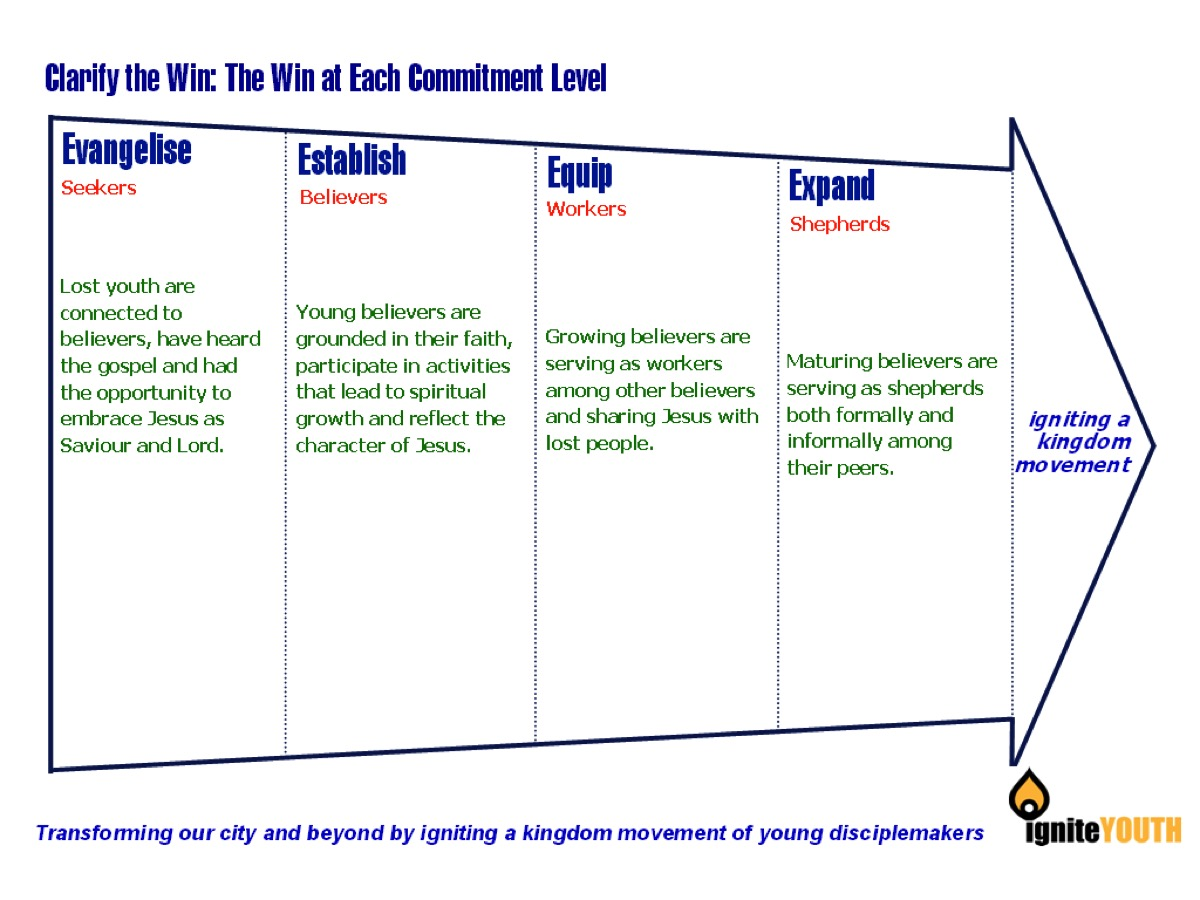 Clarify the Win: The Win at Each Commitment Level
Evangelise
Seekers
Lost youth are
connected to
believers, have heard
the gospel and had
the opportunity to
embrace Jesus as
Saviour and Lord.
Establish
Believers
Young believers are
grounded in their faith,
participate in activities
that lead to spiritual
growth and reflect the
character of Jesus.
Equip
Workers
Growing believers are
serving as workers
among other believers
and sharing Jesus with
lost people.
Expand
Shepherds
Maturing believers are
serving as shepherds
both formally and
informally among
their peers.
igniting a
kingdom
movement
Transforming our city and beyond by igniting a kingdom movement of young disciplemakers
igniteYOUTH